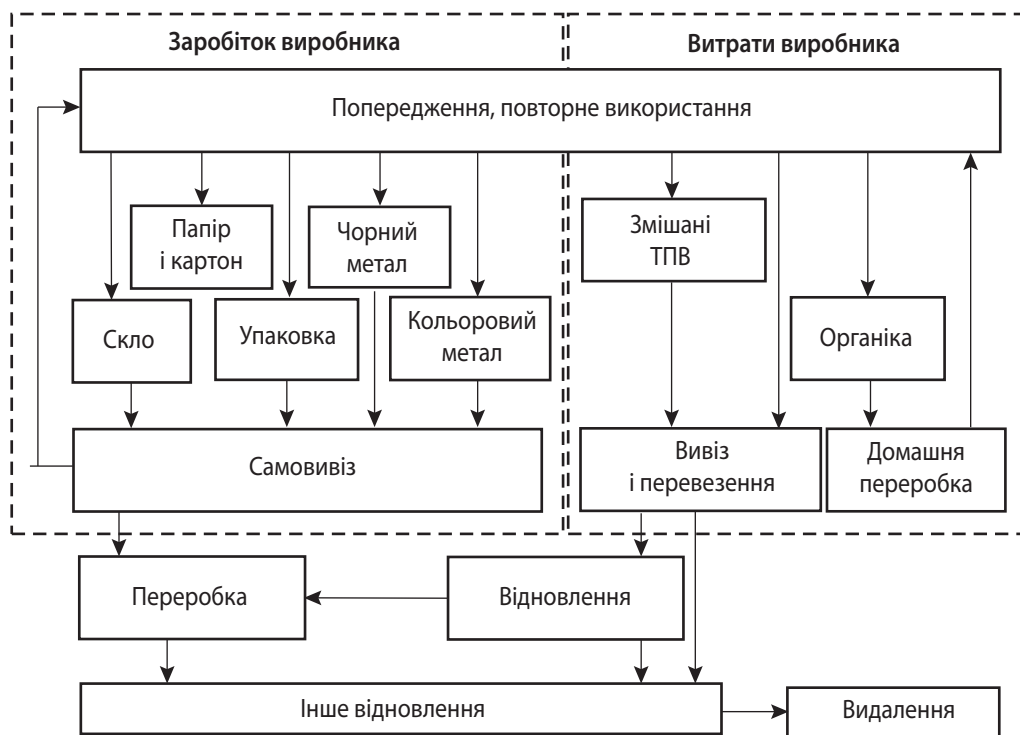 Заробіток виробника
Витрати виробника
Попередження, повторне використання
Папір
і картон
Чорний
метал
Змішані
ТПВ
Скло
Упаковка
Кольоровий
метал
Органіка
Самовивіз
Вивіз
і перевезення
Домашня
переробка
Переробка
Відновлення
Інше відновлення
Видалення